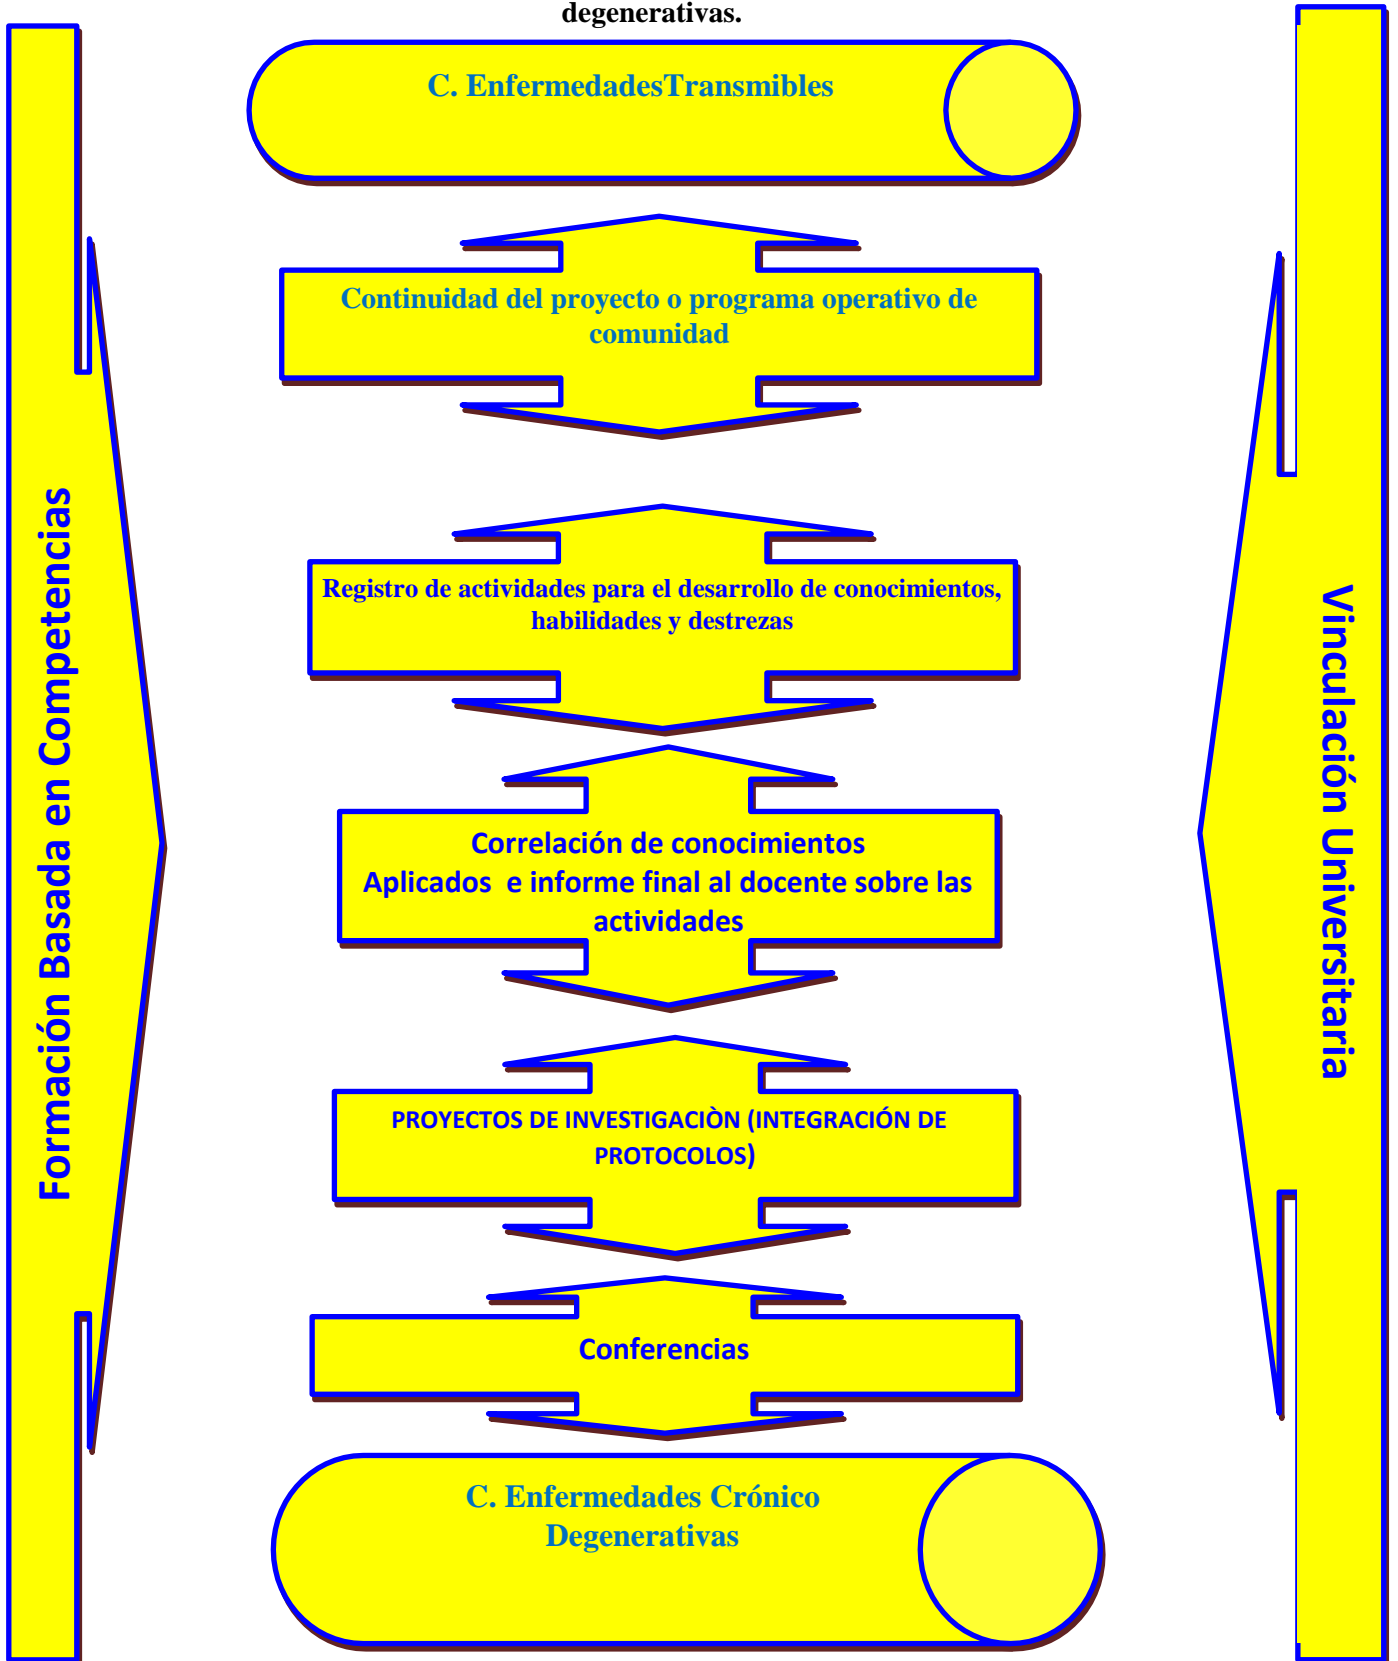 degenerativas.
C. EnfermedadesTransmibles
Continuidad del proyecto o programa operativo de
comunidad
Registro de actividades para el desarrollo de conocimientos,
habilidades y destrezas
Correlación de conocimientos
Aplicados e informe final al docente sobre las
actividades
PROYECTOS DE INVESTIGACIÒN (INTEGRACIÓN DE
PROTOCOLOS)
Conferencias
C. Enfermedades Crónico
Degenerativas
Formación Basada en Competencias
Vinculación Universitaria